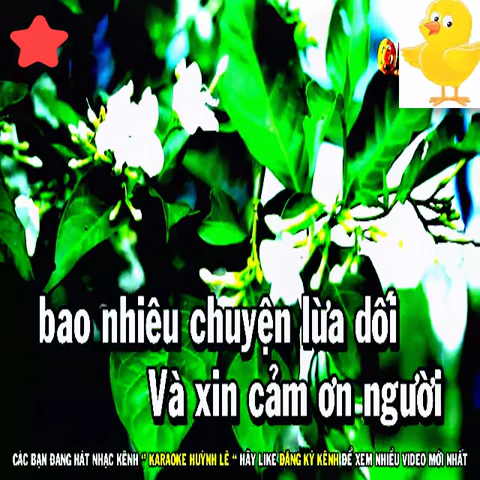 bao nhiêu chuyện lừa dối
Và xin cảm ơn người
CÁC BẠN ĐANG HÁT NHẠC KÊNH " KARAOKE HUỲNH LÊ " HÃY LIKE ĐĂNG KÝ KÊNH ĐỂ XEM NHIỀU VIDEO MỚI NHẤT